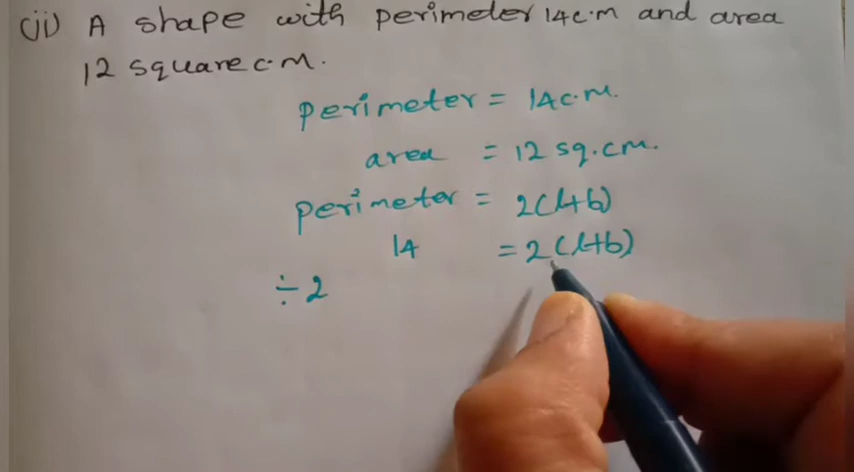 (ii) A shape with perimeter 14c.m and area
12 square c.m.
perimeter = 14c.m.
area = 12 sq.cm.
perimeter = 2(l+b)
14 = 2(l+b)
÷2